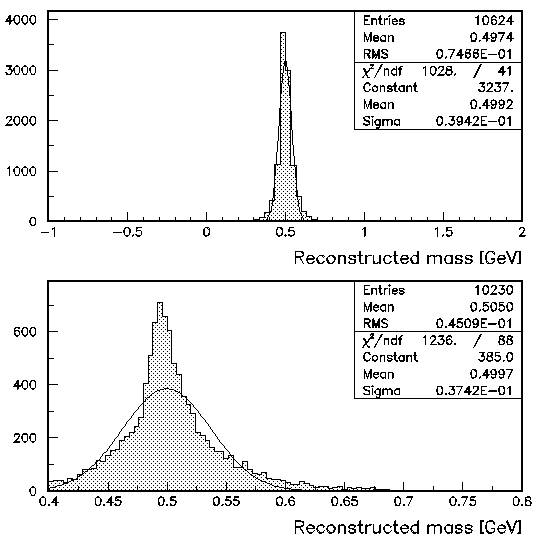 Entries 10624
Mean 0.4974
RMS 0.7466E-01
χ²/ndf 1028. / 41
Constant 3237.
Mean 0.4992
Sigma 0.3942E-01
4000
3000
2000
1000
0
-1 -0.5 0 0.5 1 1.5 2
Reconstructed mass [GeV]
Entries 10230
Mean 0.5050
RMS 0.4509E-01
χ²/ndf 1236. / 88
Constant 385.0
Mean 0.4997
Sigma 0.3742E-01
600
400
200
0
0.4 0.45 0.5 0.55 0.6 0.65 0.7 0.75 0.8
Reconstructed mass [GeV]